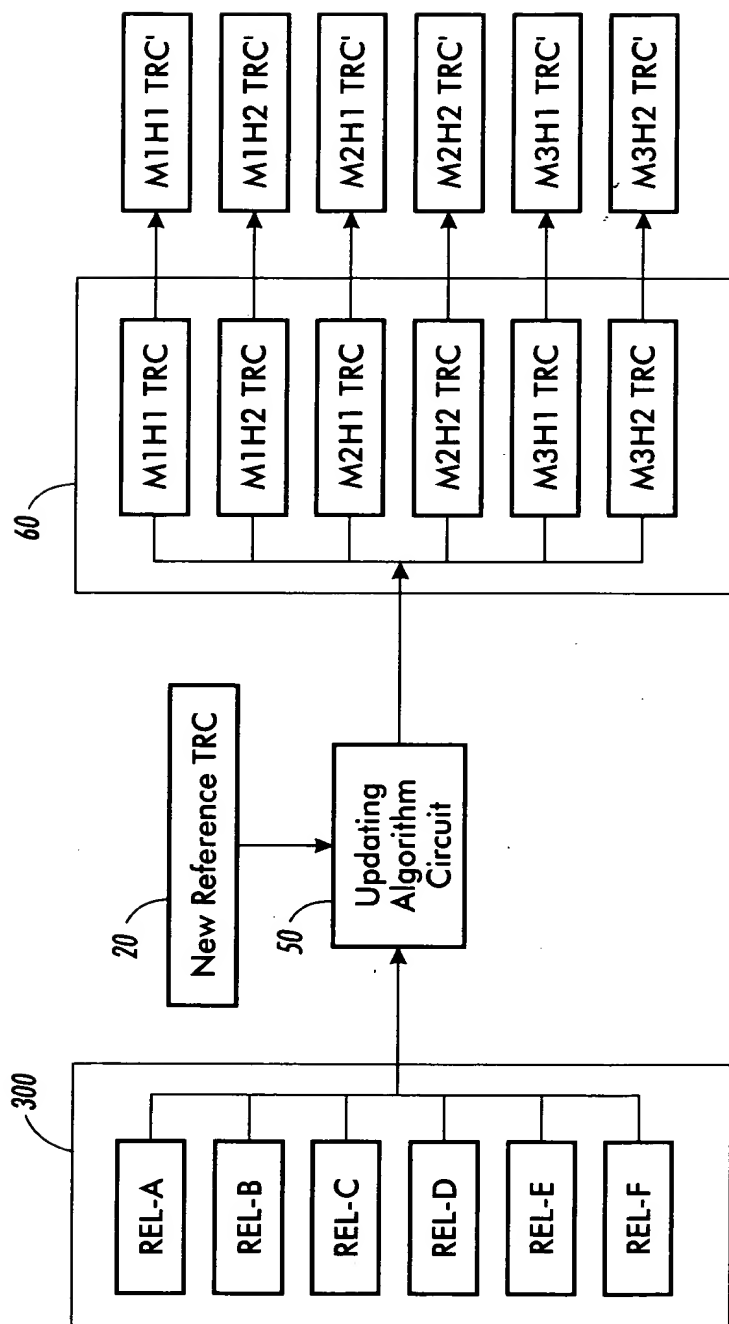 300
REL-A
REL-B
REL-C
REL-D
REL-E
REL-F
20
New Reference TRC
50
Updating
Algorithm
Circuit
60
M1H1 TRC
M1H2 TRC
M2H1 TRC
M2H2 TRC
M3H1 TRC
M3H2 TRC
M1H1 TRC'
M1H2 TRC'
M2H1 TRC'
M2H2 TRC'
M3H1 TRC'
M3H2 TRC'